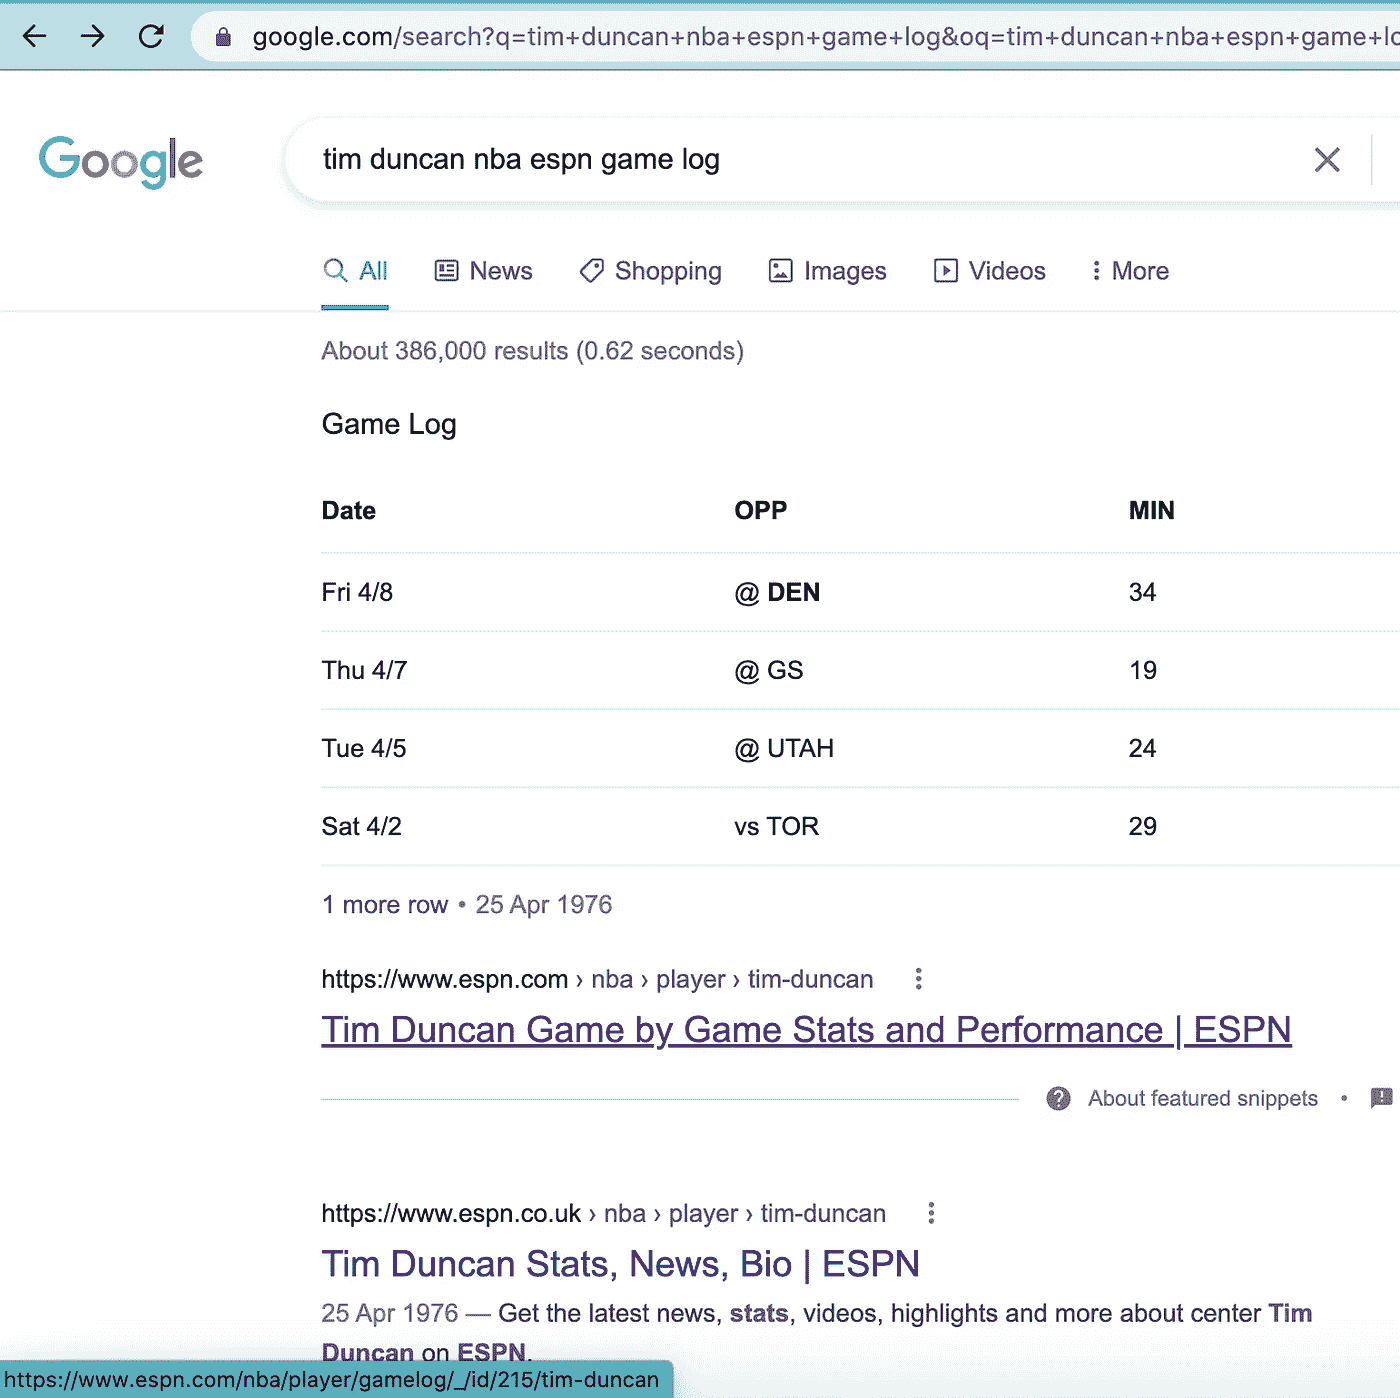 google.com/search?q=tim+duncan+nba+espn+game+log&oq=tim+duncan+nba+espn+game+lo
Google
tim duncan nba espn game log
All News Shopping Images Videos More
About 386,000 results (0.62 seconds)
Game Log
Date OPP MIN
Fri 4/8 @ DEN 34
Thu 4/7 @ GS 19
Tue 4/5 @ UTAH 24
Sat 4/2 vs TOR 29
1 more row • 25 Apr 1976
https://www.espn.com › nba › player › tim-duncan
Tim Duncan Game by Game Stats and Performance | ESPN
About featured snippets •
https://www.espn.co.uk › nba › player › tim-duncan
Tim Duncan Stats, News, Bio | ESPN
25 Apr 1976 — Get the latest news, stats, videos, highlights and more about center Tim
Duncan on ESPN.
https://www.espn.com/nba/player/gamelog/_/id/215/tim-duncan